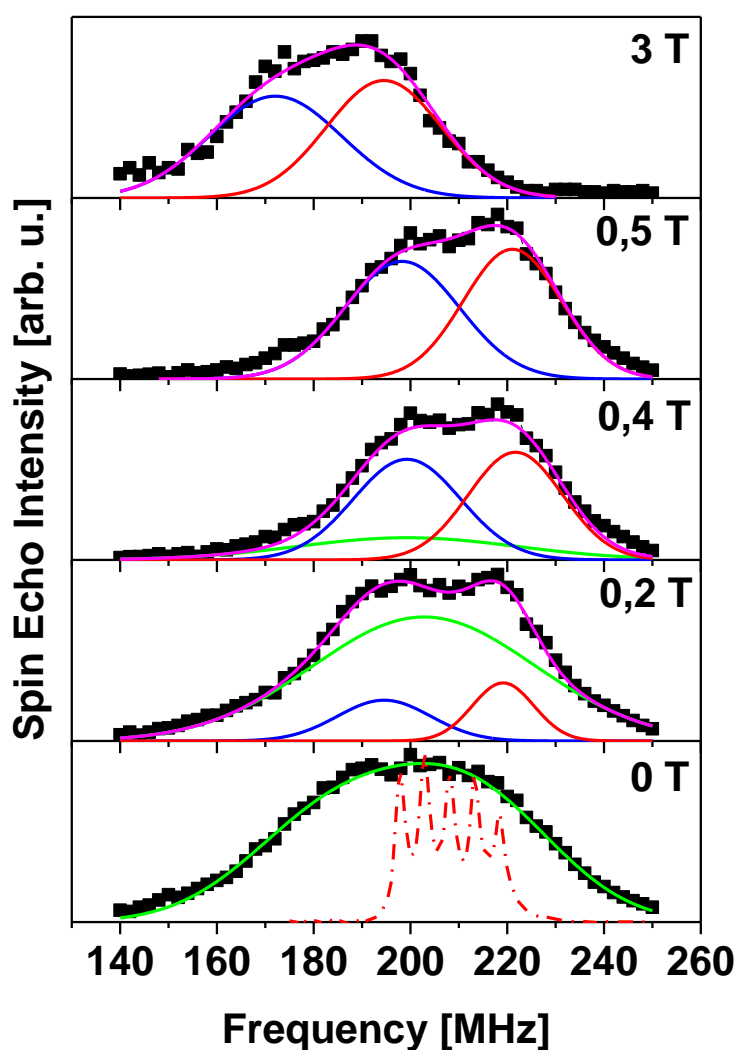 3 T
0,5 T
0,4 T
0,2 T
0 T
Spin Echo Intensity [arb. u.]
140 160 180 200 220 240 260
Frequency [MHz]